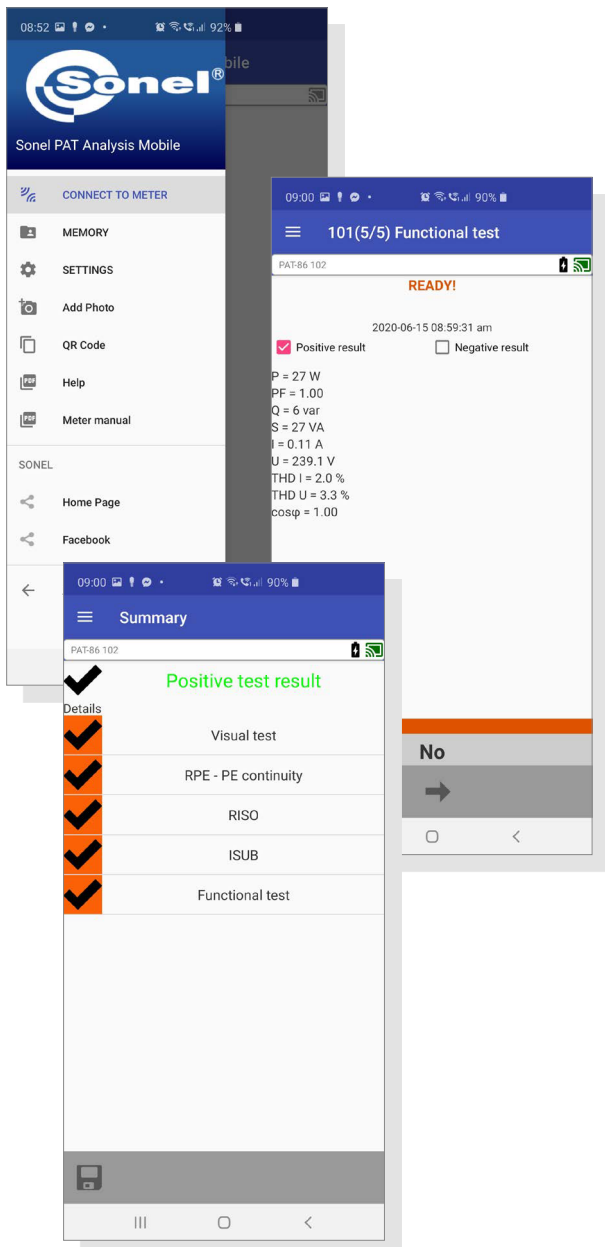 08:52
92%
bile
Sonel®
Sonel PAT Analysis Mobile
CONNECT TO METER
MEMORY
SETTINGS
Add Photo
QR Code
PDF Help
PDF Meter manual
SONEL
Home Page
Facebook
09:00
90%
101(5/5) Functional test
PAT-86 102
READY!
2020-06-15 08:59:31 am
Positive result Negative result
P = 27 W
PF = 1.00
Q = 6 var
S = 27 VA
I = 0.11 A
U = 239.1 V
THD I = 2.0 %
THD U = 3.3 %
cosφ = 1.00
No
09:00
90%
Summary
PAT-86 102
Positive test result
Details
Visual test
RPE - PE continuity
RISO
ISUB
Functional test